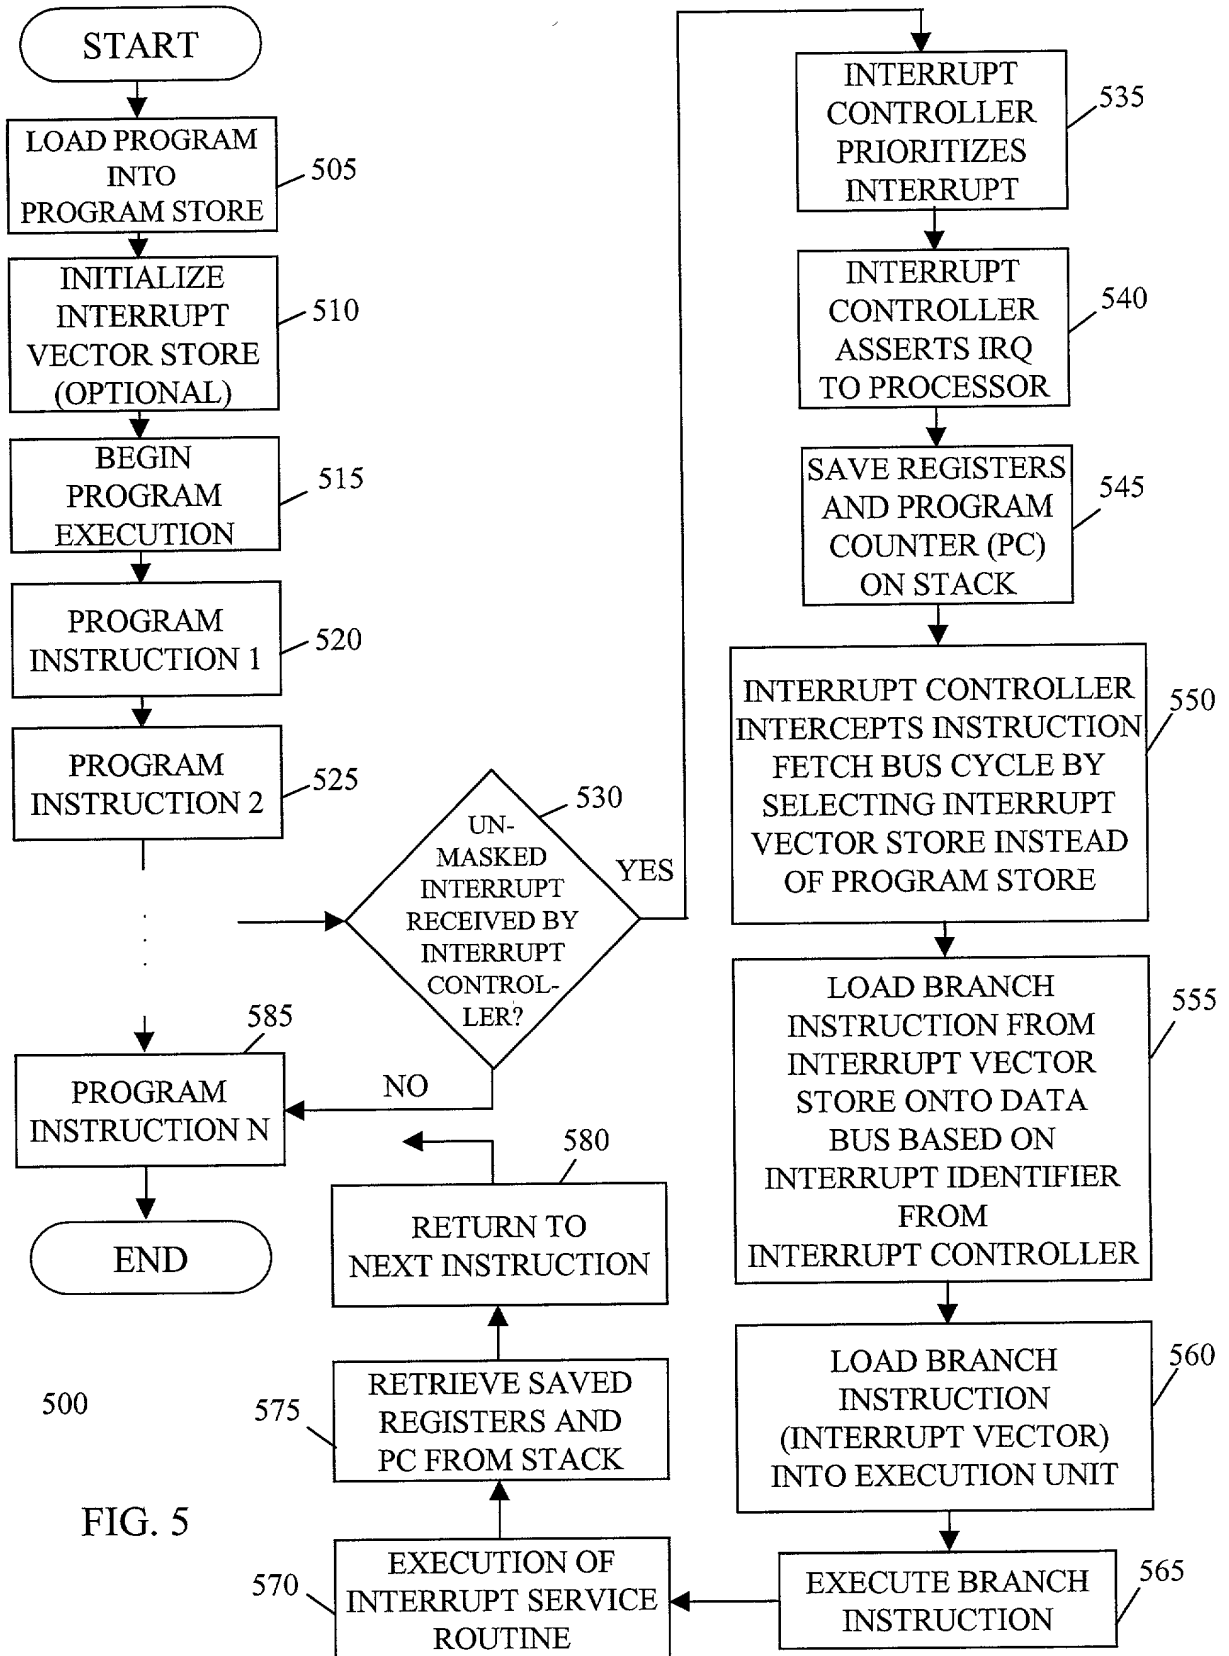 START
LOAD PROGRAM
INTO
PROGRAM STORE
505
INITIALIZE
INTERRUPT
VECTOR STORE
(OPTIONAL)
510
BEGIN
PROGRAM
EXECUTION
515
PROGRAM
INSTRUCTION 1
520
PROGRAM
INSTRUCTION 2
525
530
UN-
MASKED
INTERRUPT
RECEIVED BY
INTERRUPT
CONTROL-
LER?
YES
NO
585
PROGRAM
INSTRUCTION N
END
INTERRUPT
CONTROLLER
PRIORITIZES
INTERRUPT
535
INTERRUPT
CONTROLLER
ASSERTS IRQ
TO PROCESSOR
540
SAVE REGISTERS
AND PROGRAM
COUNTER (PC)
ON STACK
545
INTERRUPT CONTROLLER
INTERCEPTS INSTRUCTION
FETCH BUS CYCLE BY
SELECTING INTERRUPT
VECTOR STORE INSTEAD
OF PROGRAM STORE
550
LOAD BRANCH
INSTRUCTION FROM
INTERRUPT VECTOR
STORE ONTO DATA
BUS BASED ON
INTERRUPT IDENTIFIER
FROM
INTERRUPT CONTROLLER
555
LOAD BRANCH
INSTRUCTION
(INTERRUPT VECTOR)
INTO EXECUTION UNIT
560
EXECUTE BRANCH
INSTRUCTION
565
EXECUTION OF
INTERRUPT SERVICE
ROUTINE
570
RETRIEVE SAVED
REGISTERS AND
PC FROM STACK
575
RETURN TO
NEXT INSTRUCTION
580
500
FIG. 5